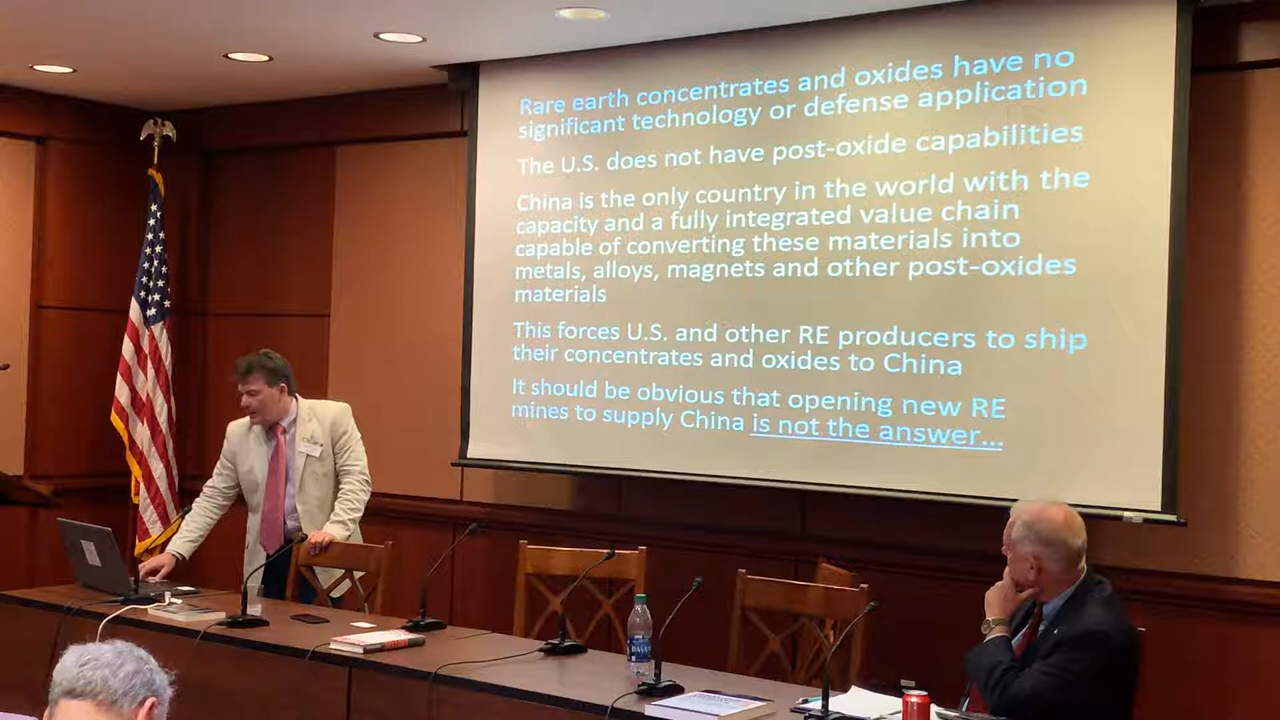 Rare earth concentrates and oxides have no
significant technology or defense application
The U.S. does not have post-oxide capabilities
China is the only country in the world with the
capacity and a fully integrated value chain
capable of converting these materials into
metals, alloys, magnets and other post-oxides
materials
This forces U.S. and other RE producers to ship
their concentrates and oxides to China
It should be obvious that opening new RE
mines to supply China is not the answer...